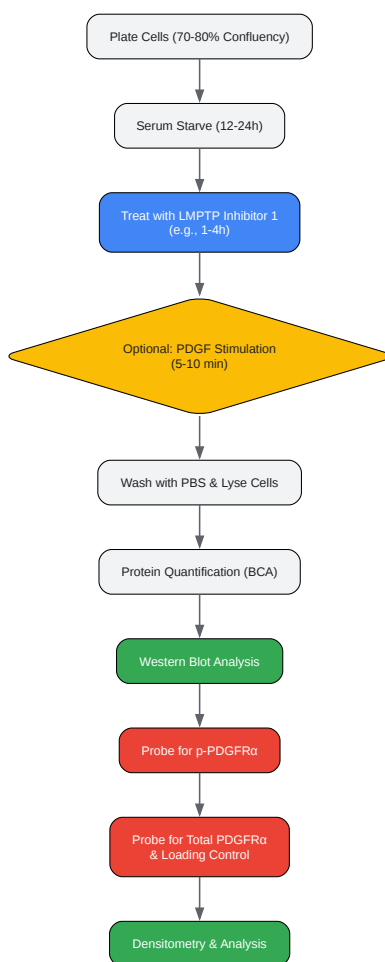 Plate Cells (70-80% Confluency)
Serum Starve (12-24h)
Treat with LMPTP Inhibitor 1
(e.g., 1-4h)
Optional: PDGF Stimulation
(5-10 min)
Wash with PBS & Lyse Cells
Protein Quantification (BCA)
Western Blot Analysis
Probe for p-PDGFRα
Probe for Total PDGFRα
& Loading Control
Densitometry & Analysis